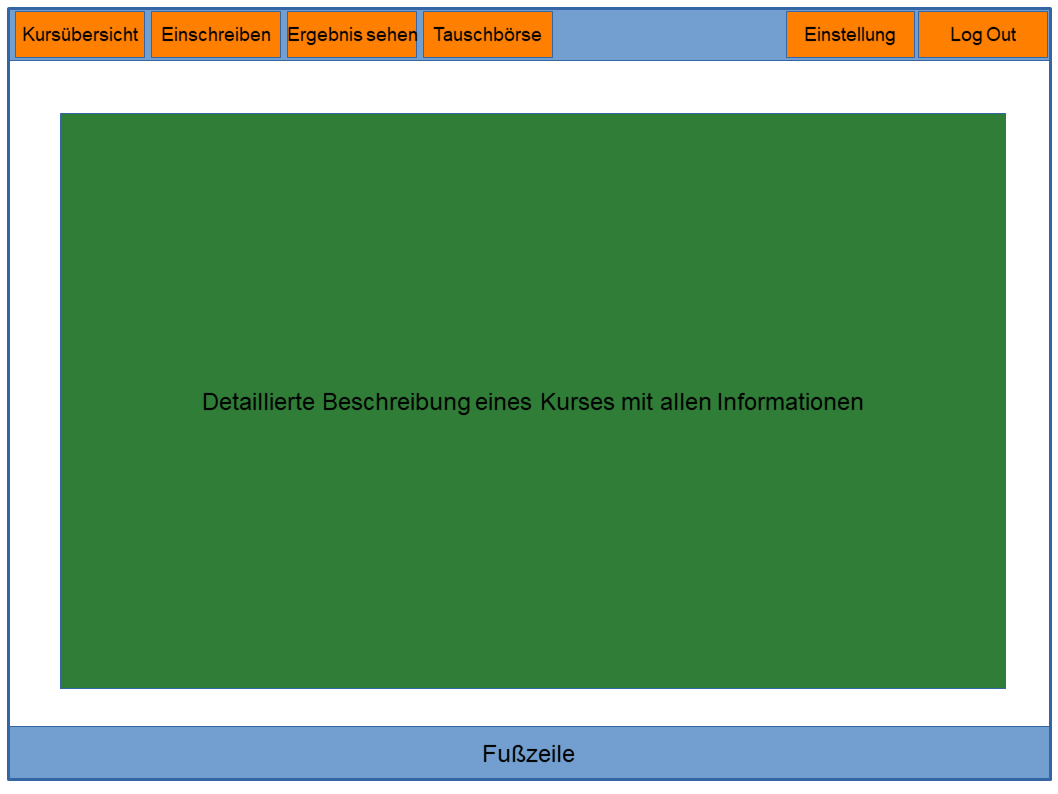 Kursübersicht Einschreiben Ergebnis sehen Tauschbörse Einstellung Log Out
Detaillierte Beschreibung eines Kurses mit allen Informationen
Fußzeile